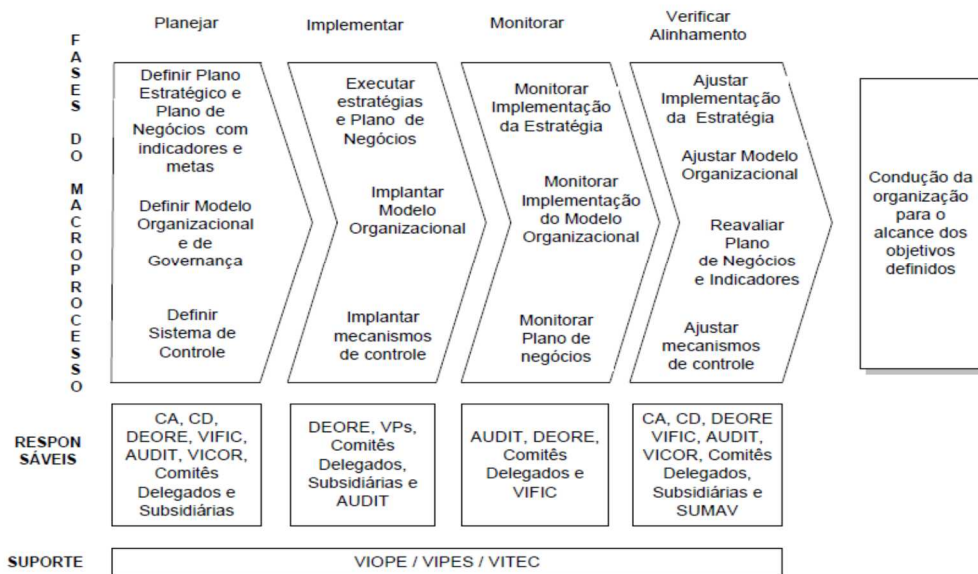 Planejar
Implementar
Monitorar
Verificar
Alinhamento
FASES DO MACROPROCESSO
Definir Plano
Estratégico e
Plano de
Negócios com
indicadores e
metas
Definir Modelo
Organizacional
e de
Governança
Definir
Sistema de
Controle
Executar
estratégias
e Plano de
Negócios
Implantar
Modelo
Organizacional
Implantar
mecanismos
de controle
Monitorar
Implementação
da Estratégia
Monitorar
Implementação
do Modelo
Organizacional
Monitorar
Plano de
negócios
Ajustar
Implementação
da Estratégia
Ajustar Modelo
Organizacional
Reavaliar
Plano
de Negócios
e Indicadores
Ajustar
mecanismos
de controle
Condução da
organização
para o
alcance dos
objetivos
definidos
RESPON
SÁVEIS
CA, CD,
DEORE, VIFIC,
AUDIT, VICOR,
Comitês
Delegados e
Subsidiárias
DEORE, VPs,
Comitês
Delegados,
Subsidiárias e
AUDIT
AUDIT, DEORE,
Comitês
Delegados e
VIFIC
CA, CD, DEORE
VIFIC, AUDIT,
VICOR, Comitês
Delegados,
Subsidiárias e
SUMAV
SUPORTE
VIOPE / VIPES / VITEC